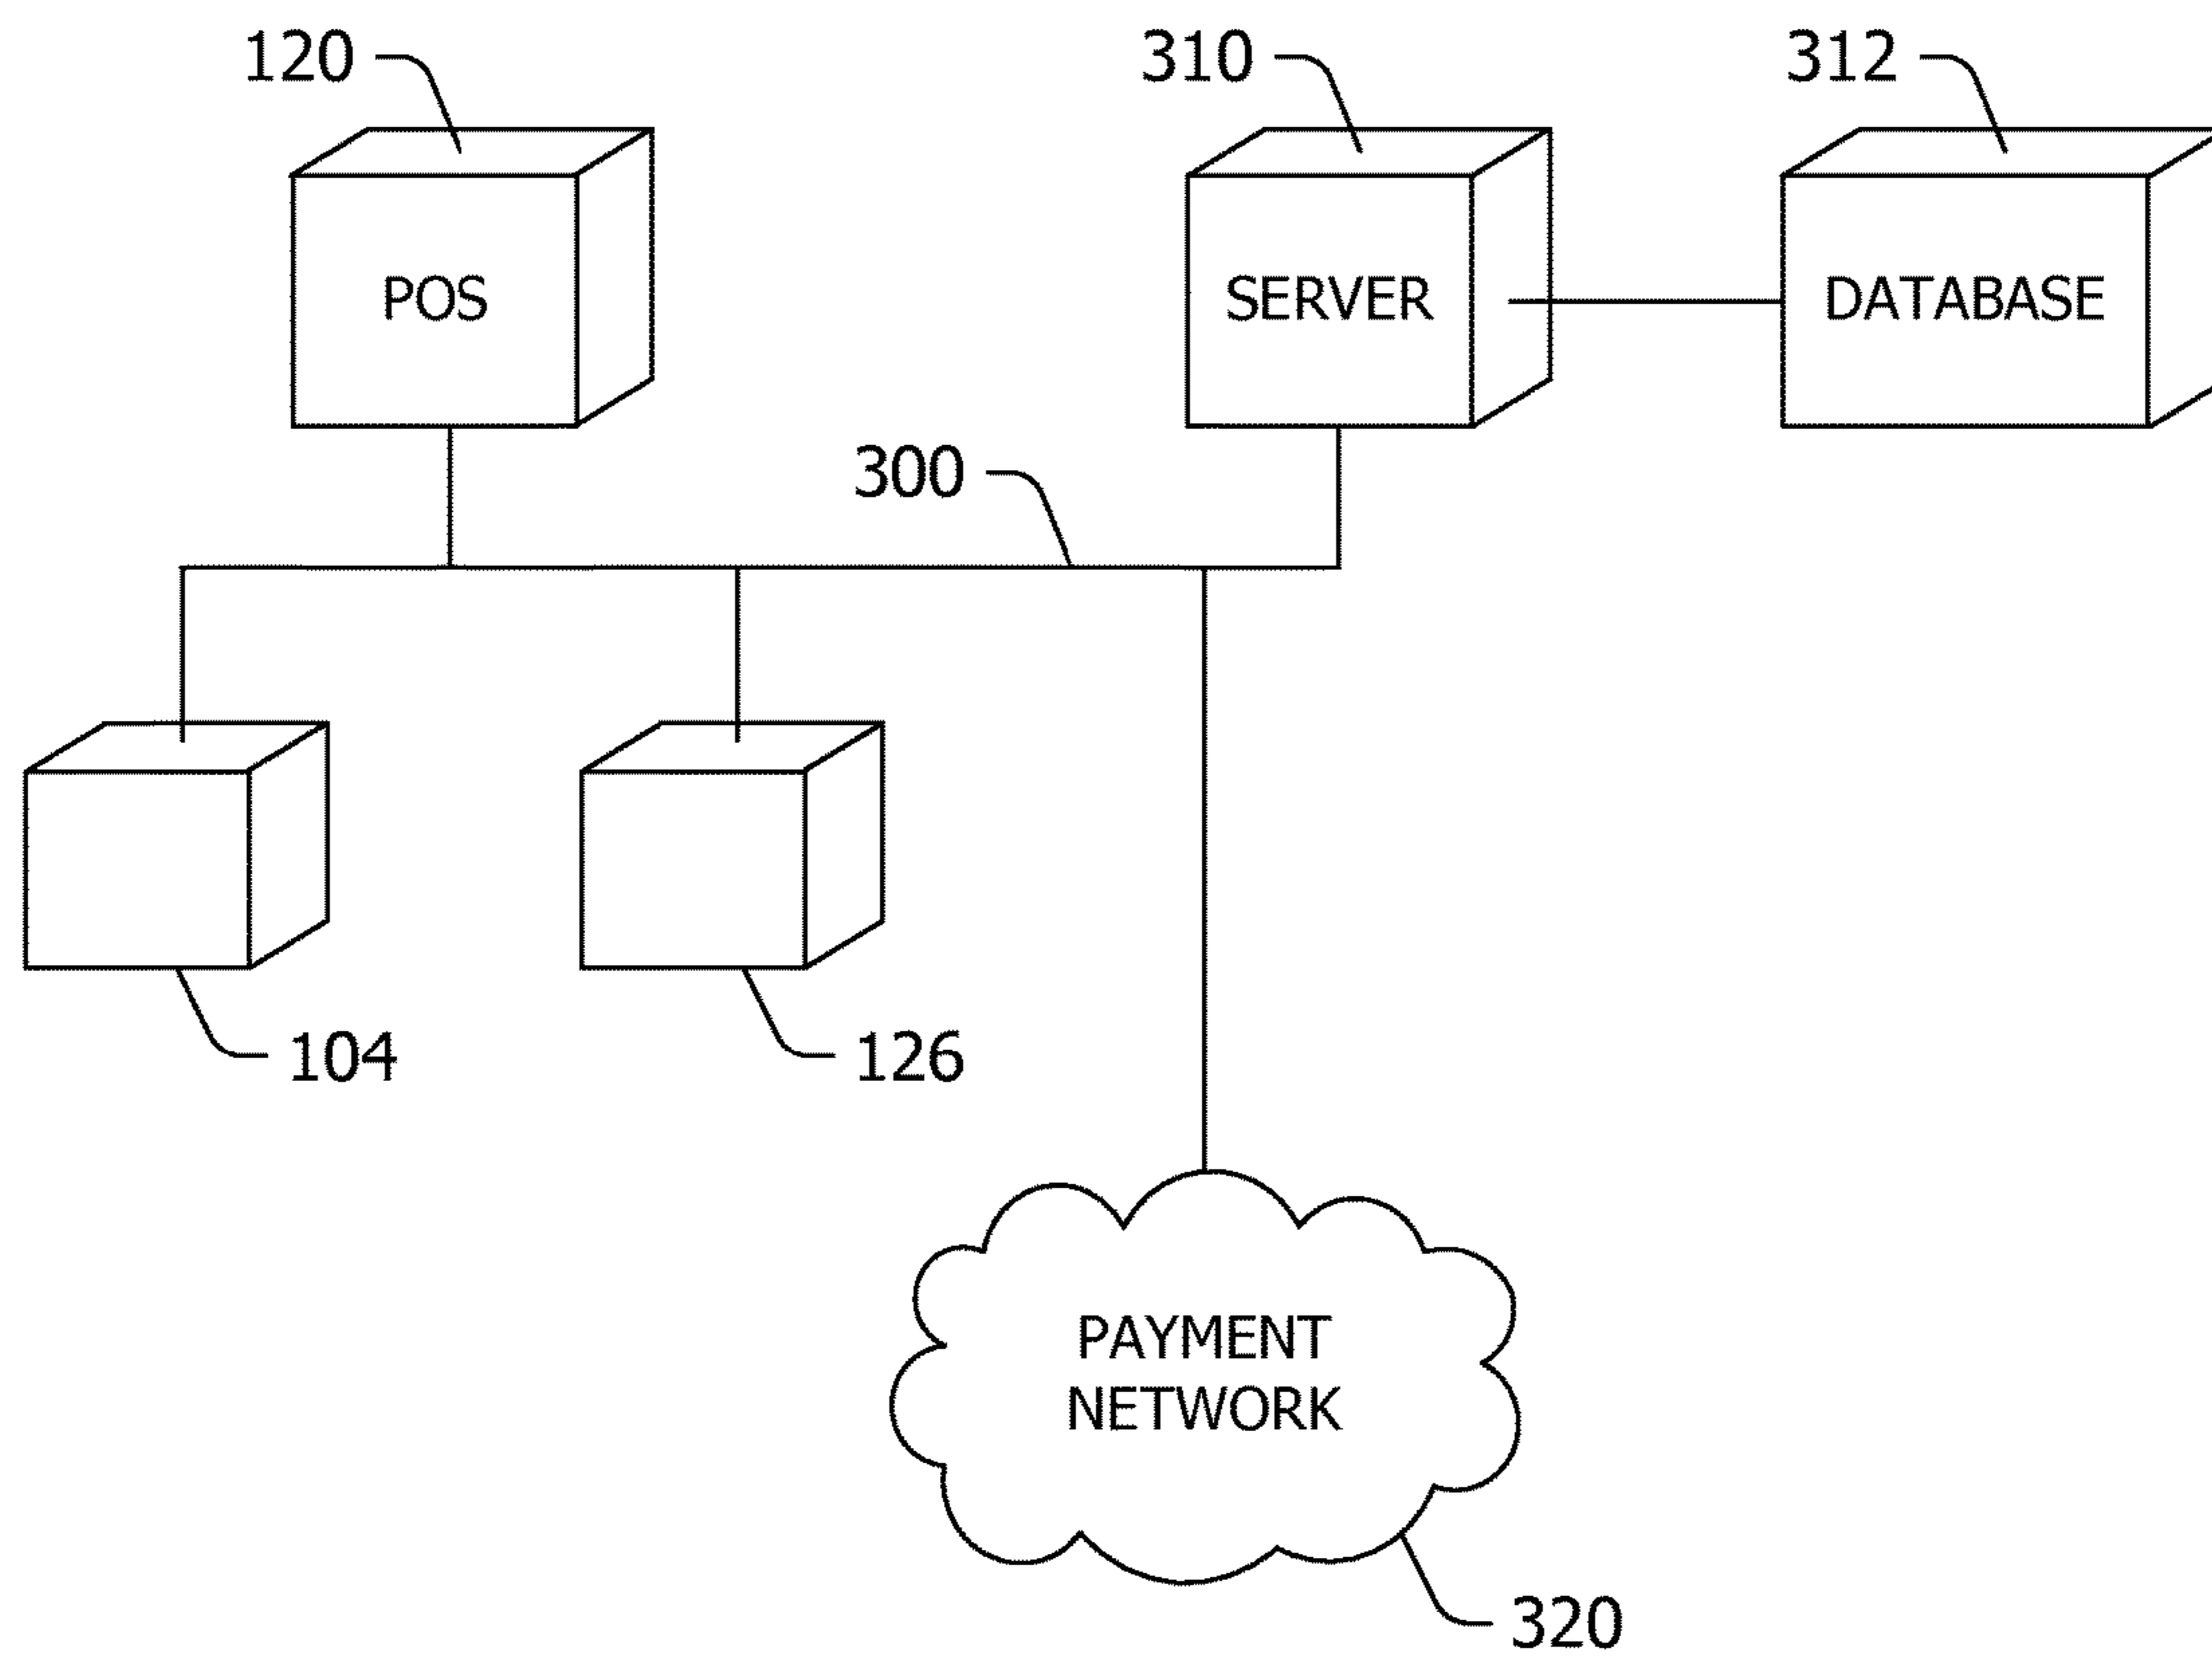 120
310
312
POS
SERVER
DATABASE
300
104
126
PAYMENT
NETWORK
320